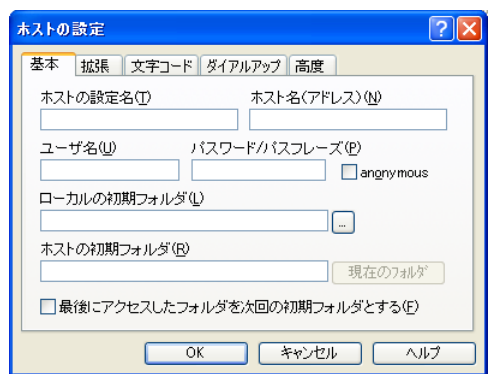 ホストの設定
基本 拡張 文字コード ダイアルアップ 高度
ホストの設定名(T) ホスト名(アドレス)(N)
ユーザ名(U) パスワード/パスフレーズ(P)
anonymous
ローカルの初期フォルダ(L)
...
ホストの初期フォルダ(R)
現在のフォルダ
最後にアクセスしたフォルダを次回の初期フォルダとする(F)
OK キャンセル ヘルプ